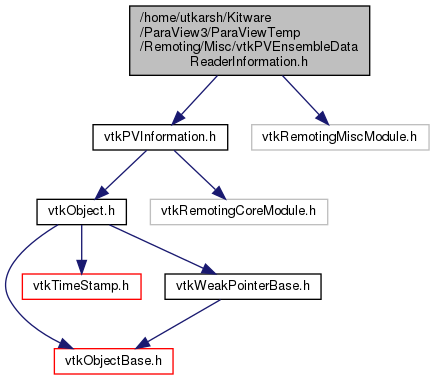 /home/utkarsh/Kitware
/ParaView3/ParaViewTemp
/Remoting/Misc/vtkPVEnsembleData
ReaderInformation.h
vtkPVInformation.h
vtkRemotingMiscModule.h
vtkObject.h
vtkRemotingCoreModule.h
vtkTimeStamp.h
vtkWeakPointerBase.h
vtkObjectBase.h